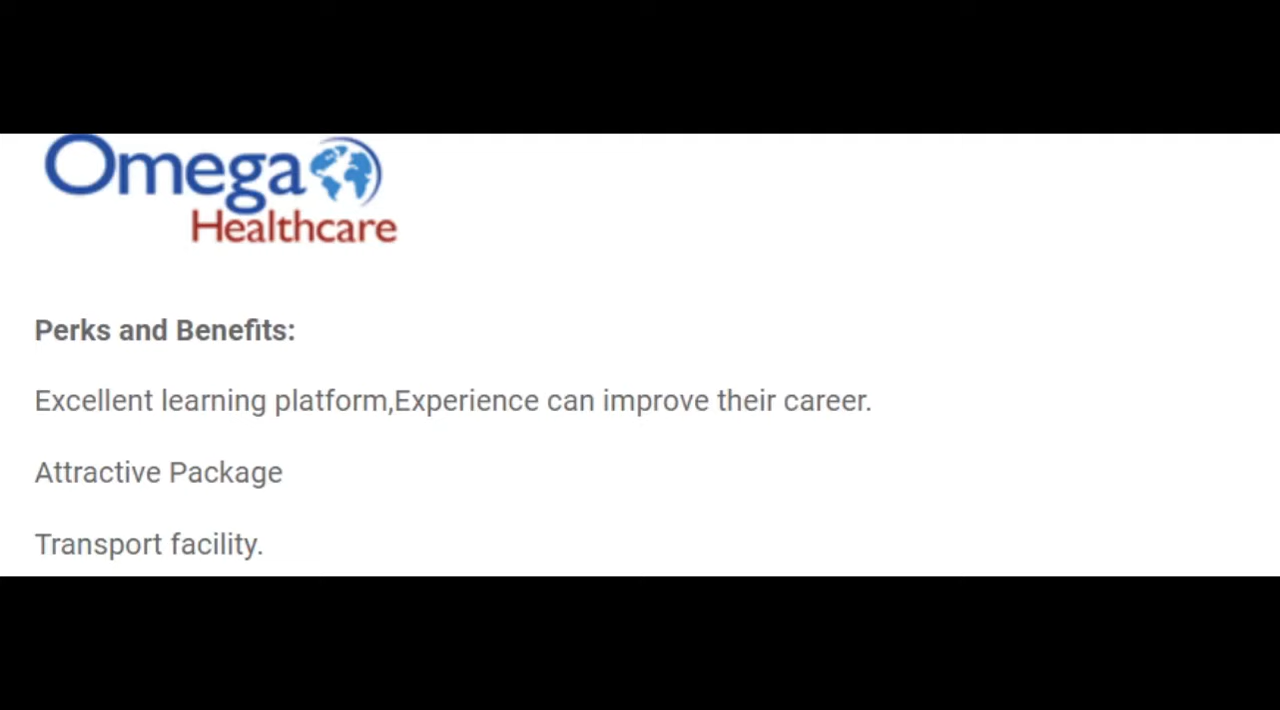 Omega
Healthcare
Perks and Benefits:
Excellent learning platform,Experience can improve their career.
Attractive Package
Transport facility.